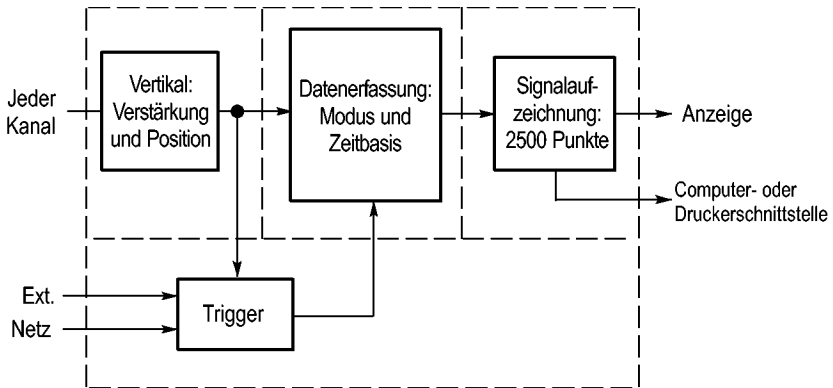 Jeder
Kanal
Vertikal:
Verstärkung
und Position
Datenerfassung:
Modus und
Zeitbasis
Signalauf-
zeichnung:
2500 Punkte
Anzeige
Computer- oder
Druckerschnittstelle
Ext.
Netz
Trigger